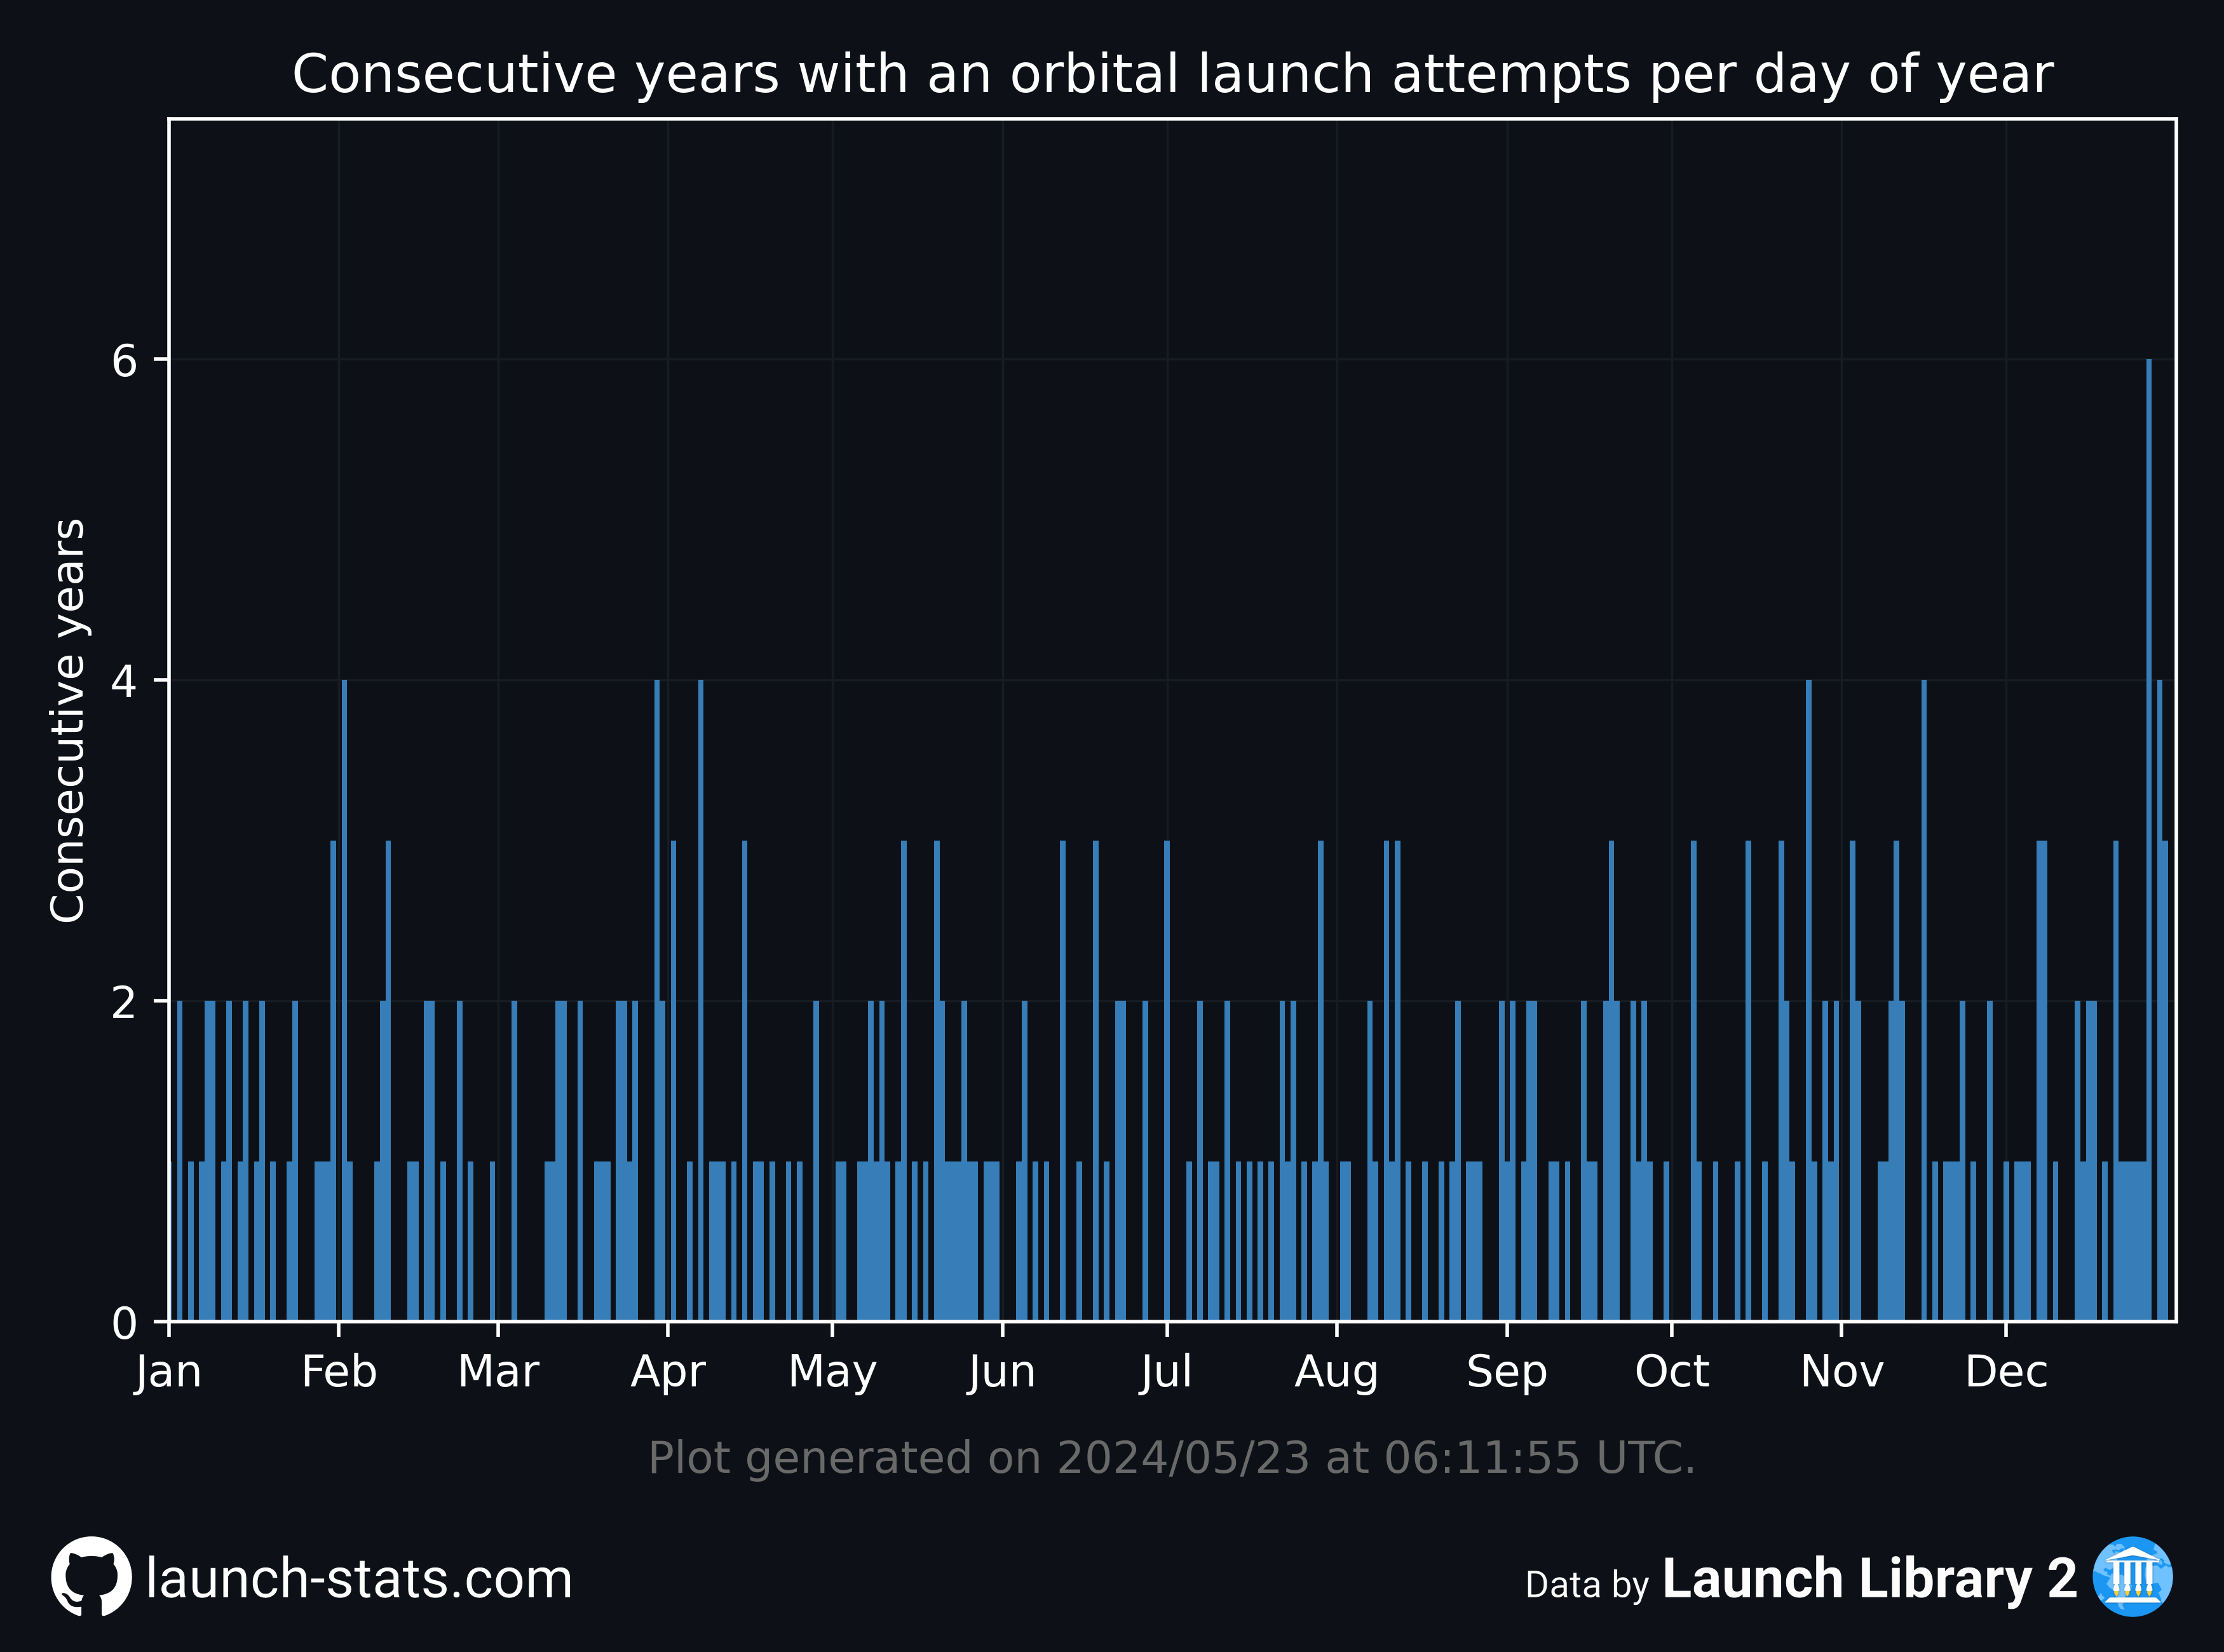 Consecutive years with an orbital launch attempts per day of year
Consecutive years
6
4
2
0
Jan Feb Mar Apr May Jun Jul Aug Sep Oct Nov Dec
Plot generated on 2024/05/23 at 06:11:55 UTC.
launch-stats.com
Data by Launch Library 2